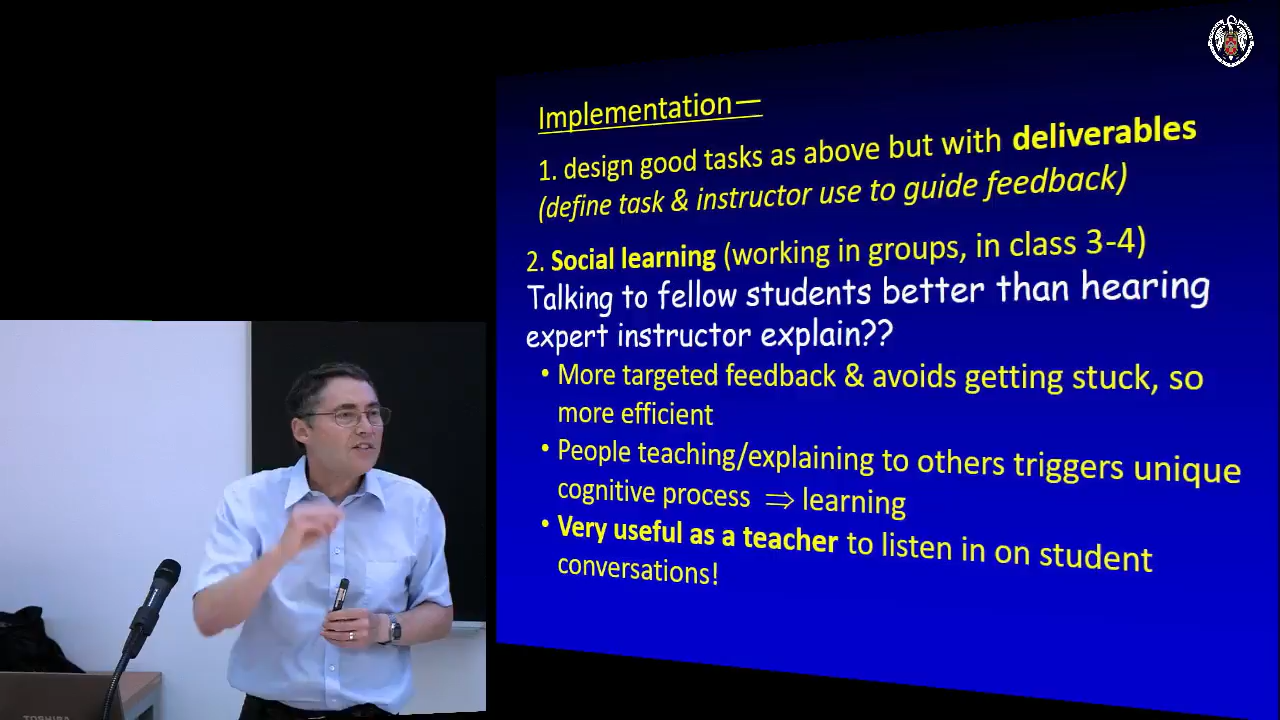 Implementation—
1. design good tasks as above but with deliverables
(define task & instructor use to guide feedback)
2. Social learning (working in groups, in class 3-4)
Talking to fellow students better than hearing
expert instructor explain??
• More targeted feedback & avoids getting stuck, so
more efficient
• People teaching/explaining to others triggers unique
cognitive process ⇒ learning
• Very useful as a teacher to listen in on student
conversations!
TOSHIBA